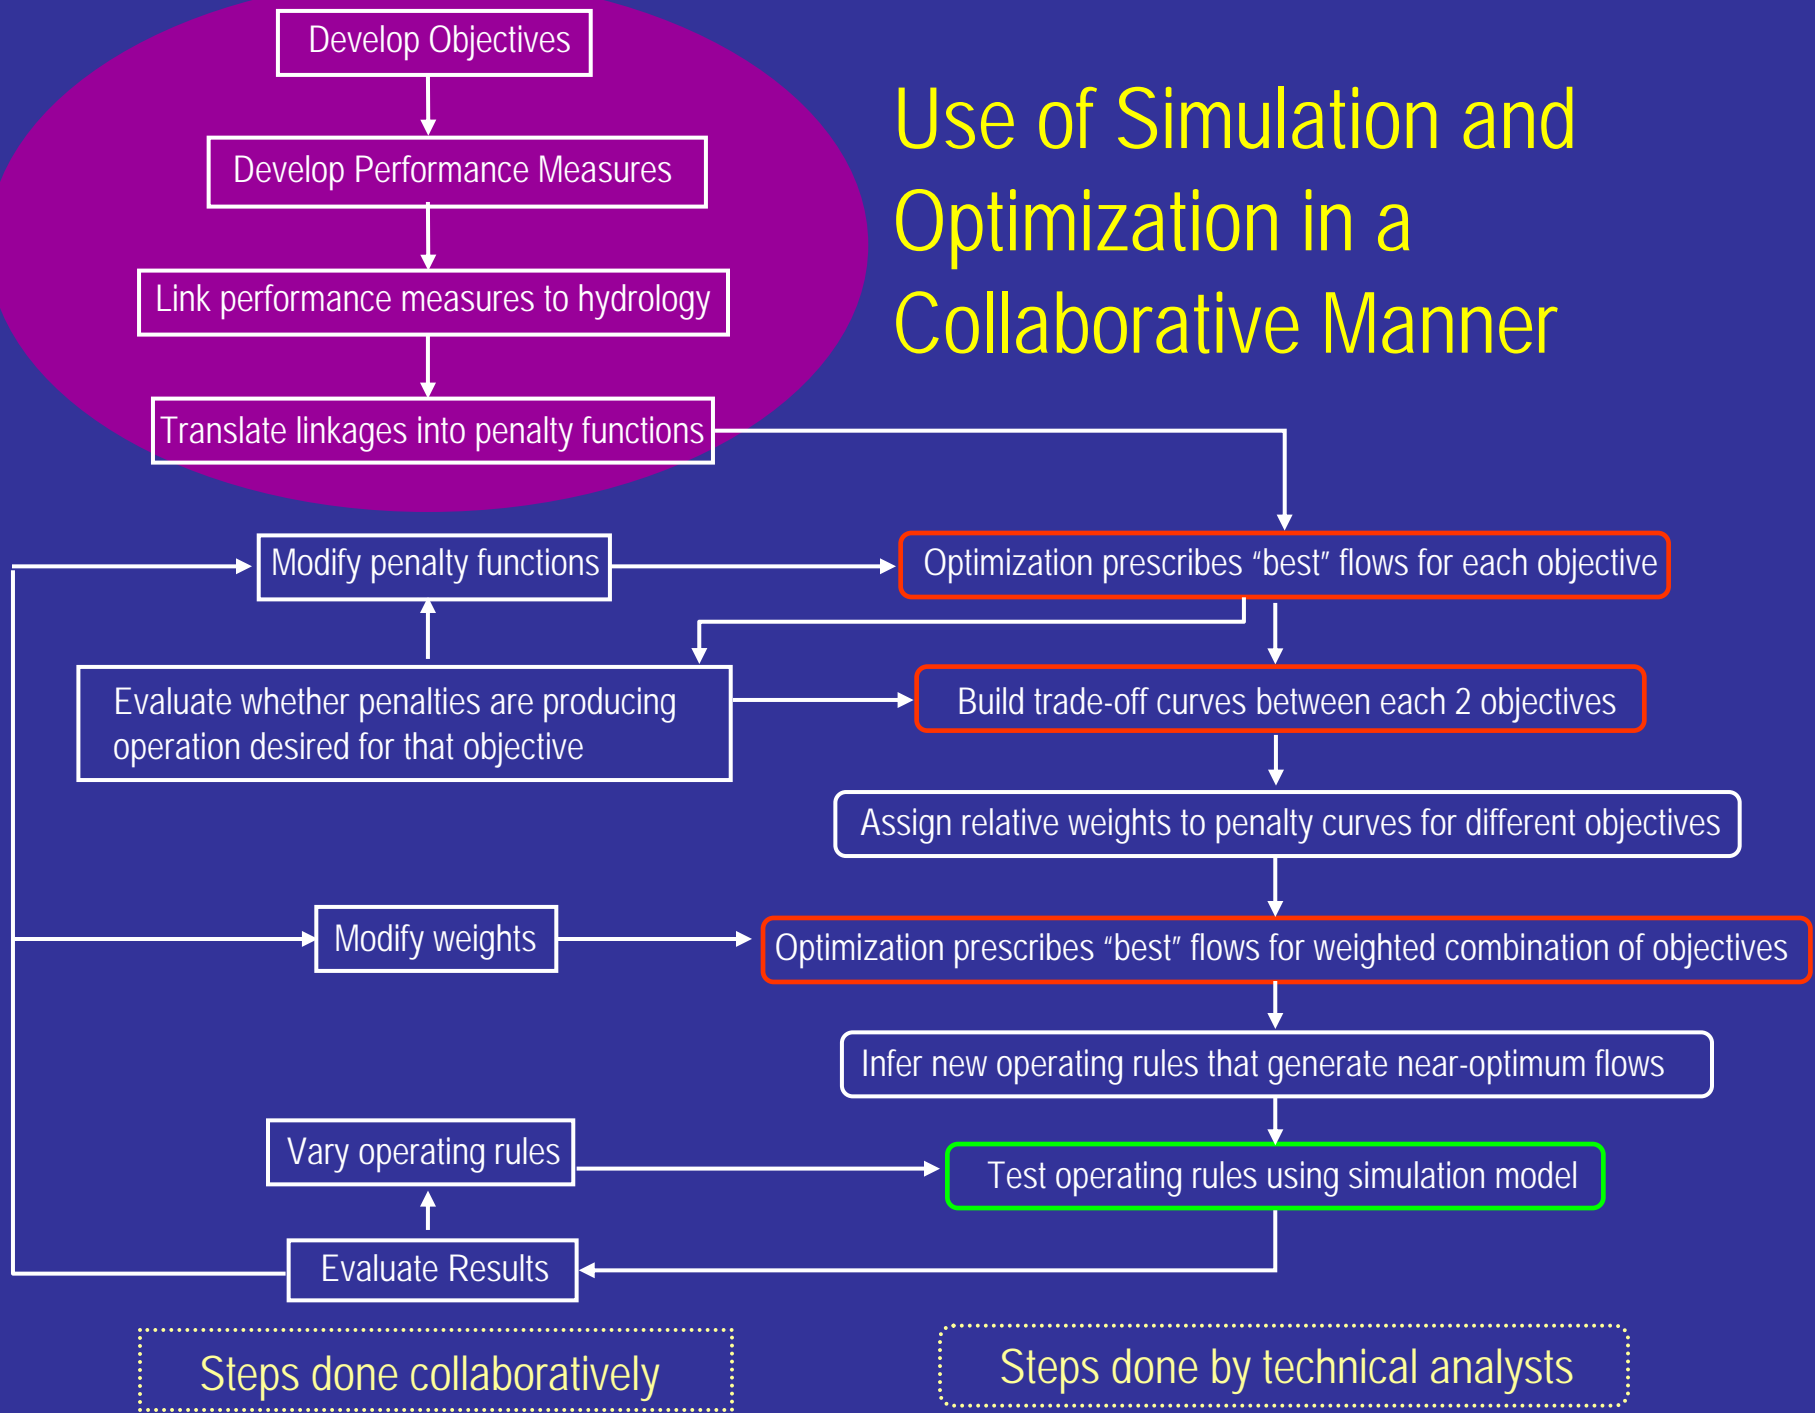 Develop Objectives
Use of Simulation and
Optimization in a
Collaborative Manner
Develop Performance Measures
Link performance measures to hydrology
Translate linkages into penalty functions
Modify penalty functions
Optimization prescribes “best” flows for each objective
Evaluate whether penalties are producing
operation desired for that objective
Build trade-off curves between each 2 objectives
Assign relative weights to penalty curves for different objectives
Modify weights
Optimization prescribes “best” flows for weighted combination of objectives
Infer new operating rules that generate near-optimum flows
Vary operating rules
Test operating rules using simulation model
Evaluate Results
Steps done collaboratively
Steps done by technical analysts